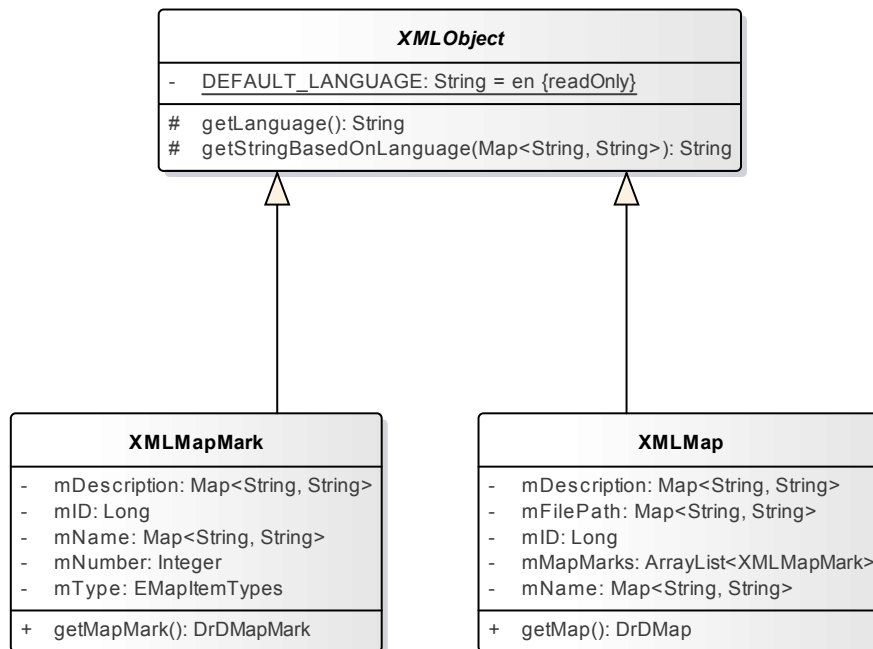 XMLObject
- DEFAULT_LANGUAGE: String = en {readOnly}
# getLanguage(): String
# getStringBasedOnLanguage(Map<String, String>): String
XMLMapMark
- mDescription: Map<String, String>
- mID: Long
- mName: Map<String, String>
- mNumber: Integer
- mType: EMapItemTypes
+ getMapMark(): DrDMapMark
XMLMap
- mDescription: Map<String, String>
- mFilePath: Map<String, String>
- mID: Long
- mMapMarks: ArrayList<XMLMapMark>
- mName: Map<String, String>
+ getMap(): DrDMap